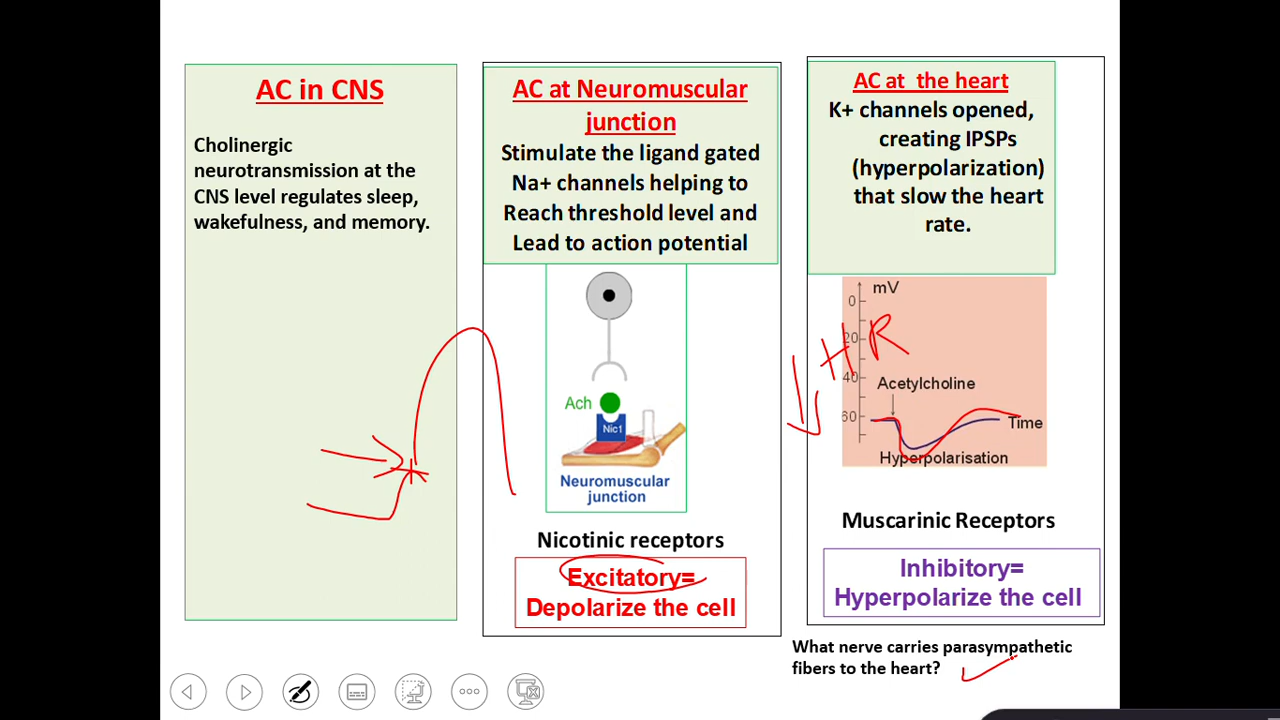 AC in CNS
Cholinergic
neurotransmission at the
CNS level regulates sleep,
wakefulness, and memory.
AC at Neuromuscular
junction
Stimulate the ligand gated
Na+ channels helping to
Reach threshold level and
Lead to action potential
Ach
Nic1
Neuromuscular
junction
Nicotinic receptors
Excitatory=
Depolarize the cell
AC at the heart
K+ channels opened,
creating IPSPs
(hyperpolarization)
that slow the heart
rate.
mV
0
20
HR
40
Acetylcholine
60
Time
Hyperpolarisation
Muscarinic Receptors
Inhibitory=
Hyperpolarize the cell
What nerve carries parasympathetic
fibers to the heart?